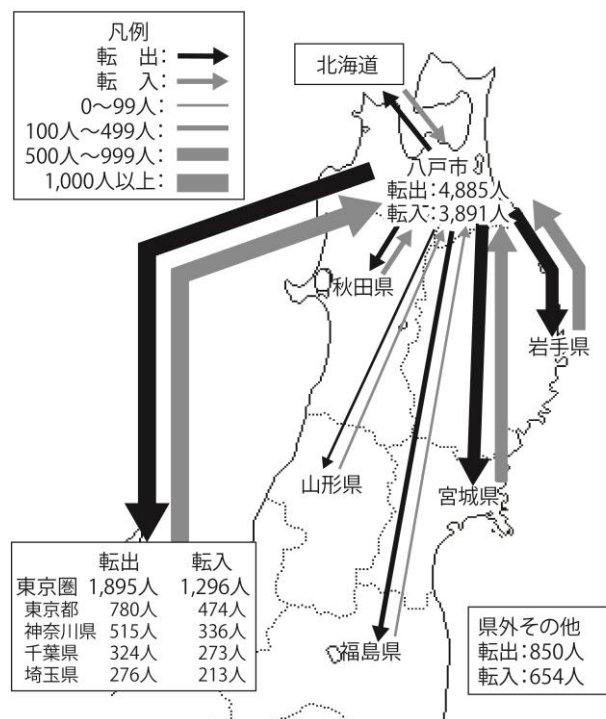 凡例
転　出：
転　入：
0～99人：
100人～499人：
500人～999人：
1,000人以上：
北海道
八戸市
転出：4,885人
転入：3,891人
秋田県
岩手県
山形県
宮城県
福島県
転出　転入
東京圏 1,895人 1,296人
東京都 780人 474人
神奈川県 515人 336人
千葉県 324人 273人
埼玉県 276人 213人
県外その他
転出：850人
転入：654人